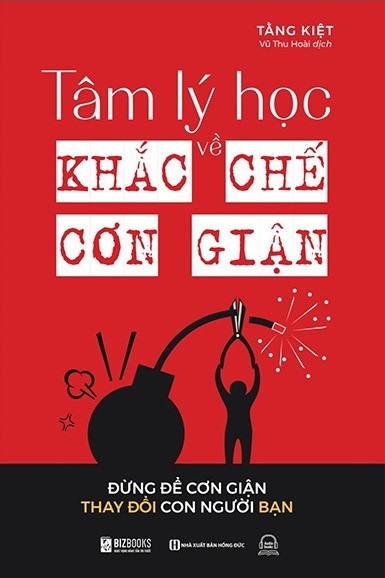 TẰNG KIỆT
Vũ Thu Hoài dịch
Tâm lý học
về
KHẮC CHẾ
CƠN GIẬN
ĐỪNG ĐỂ CƠN GIẬN
THAY ĐỔI CON NGƯỜI BẠN
BIZBOOKS
NHÀ XUẤT BẢN HỒNG ĐỨC